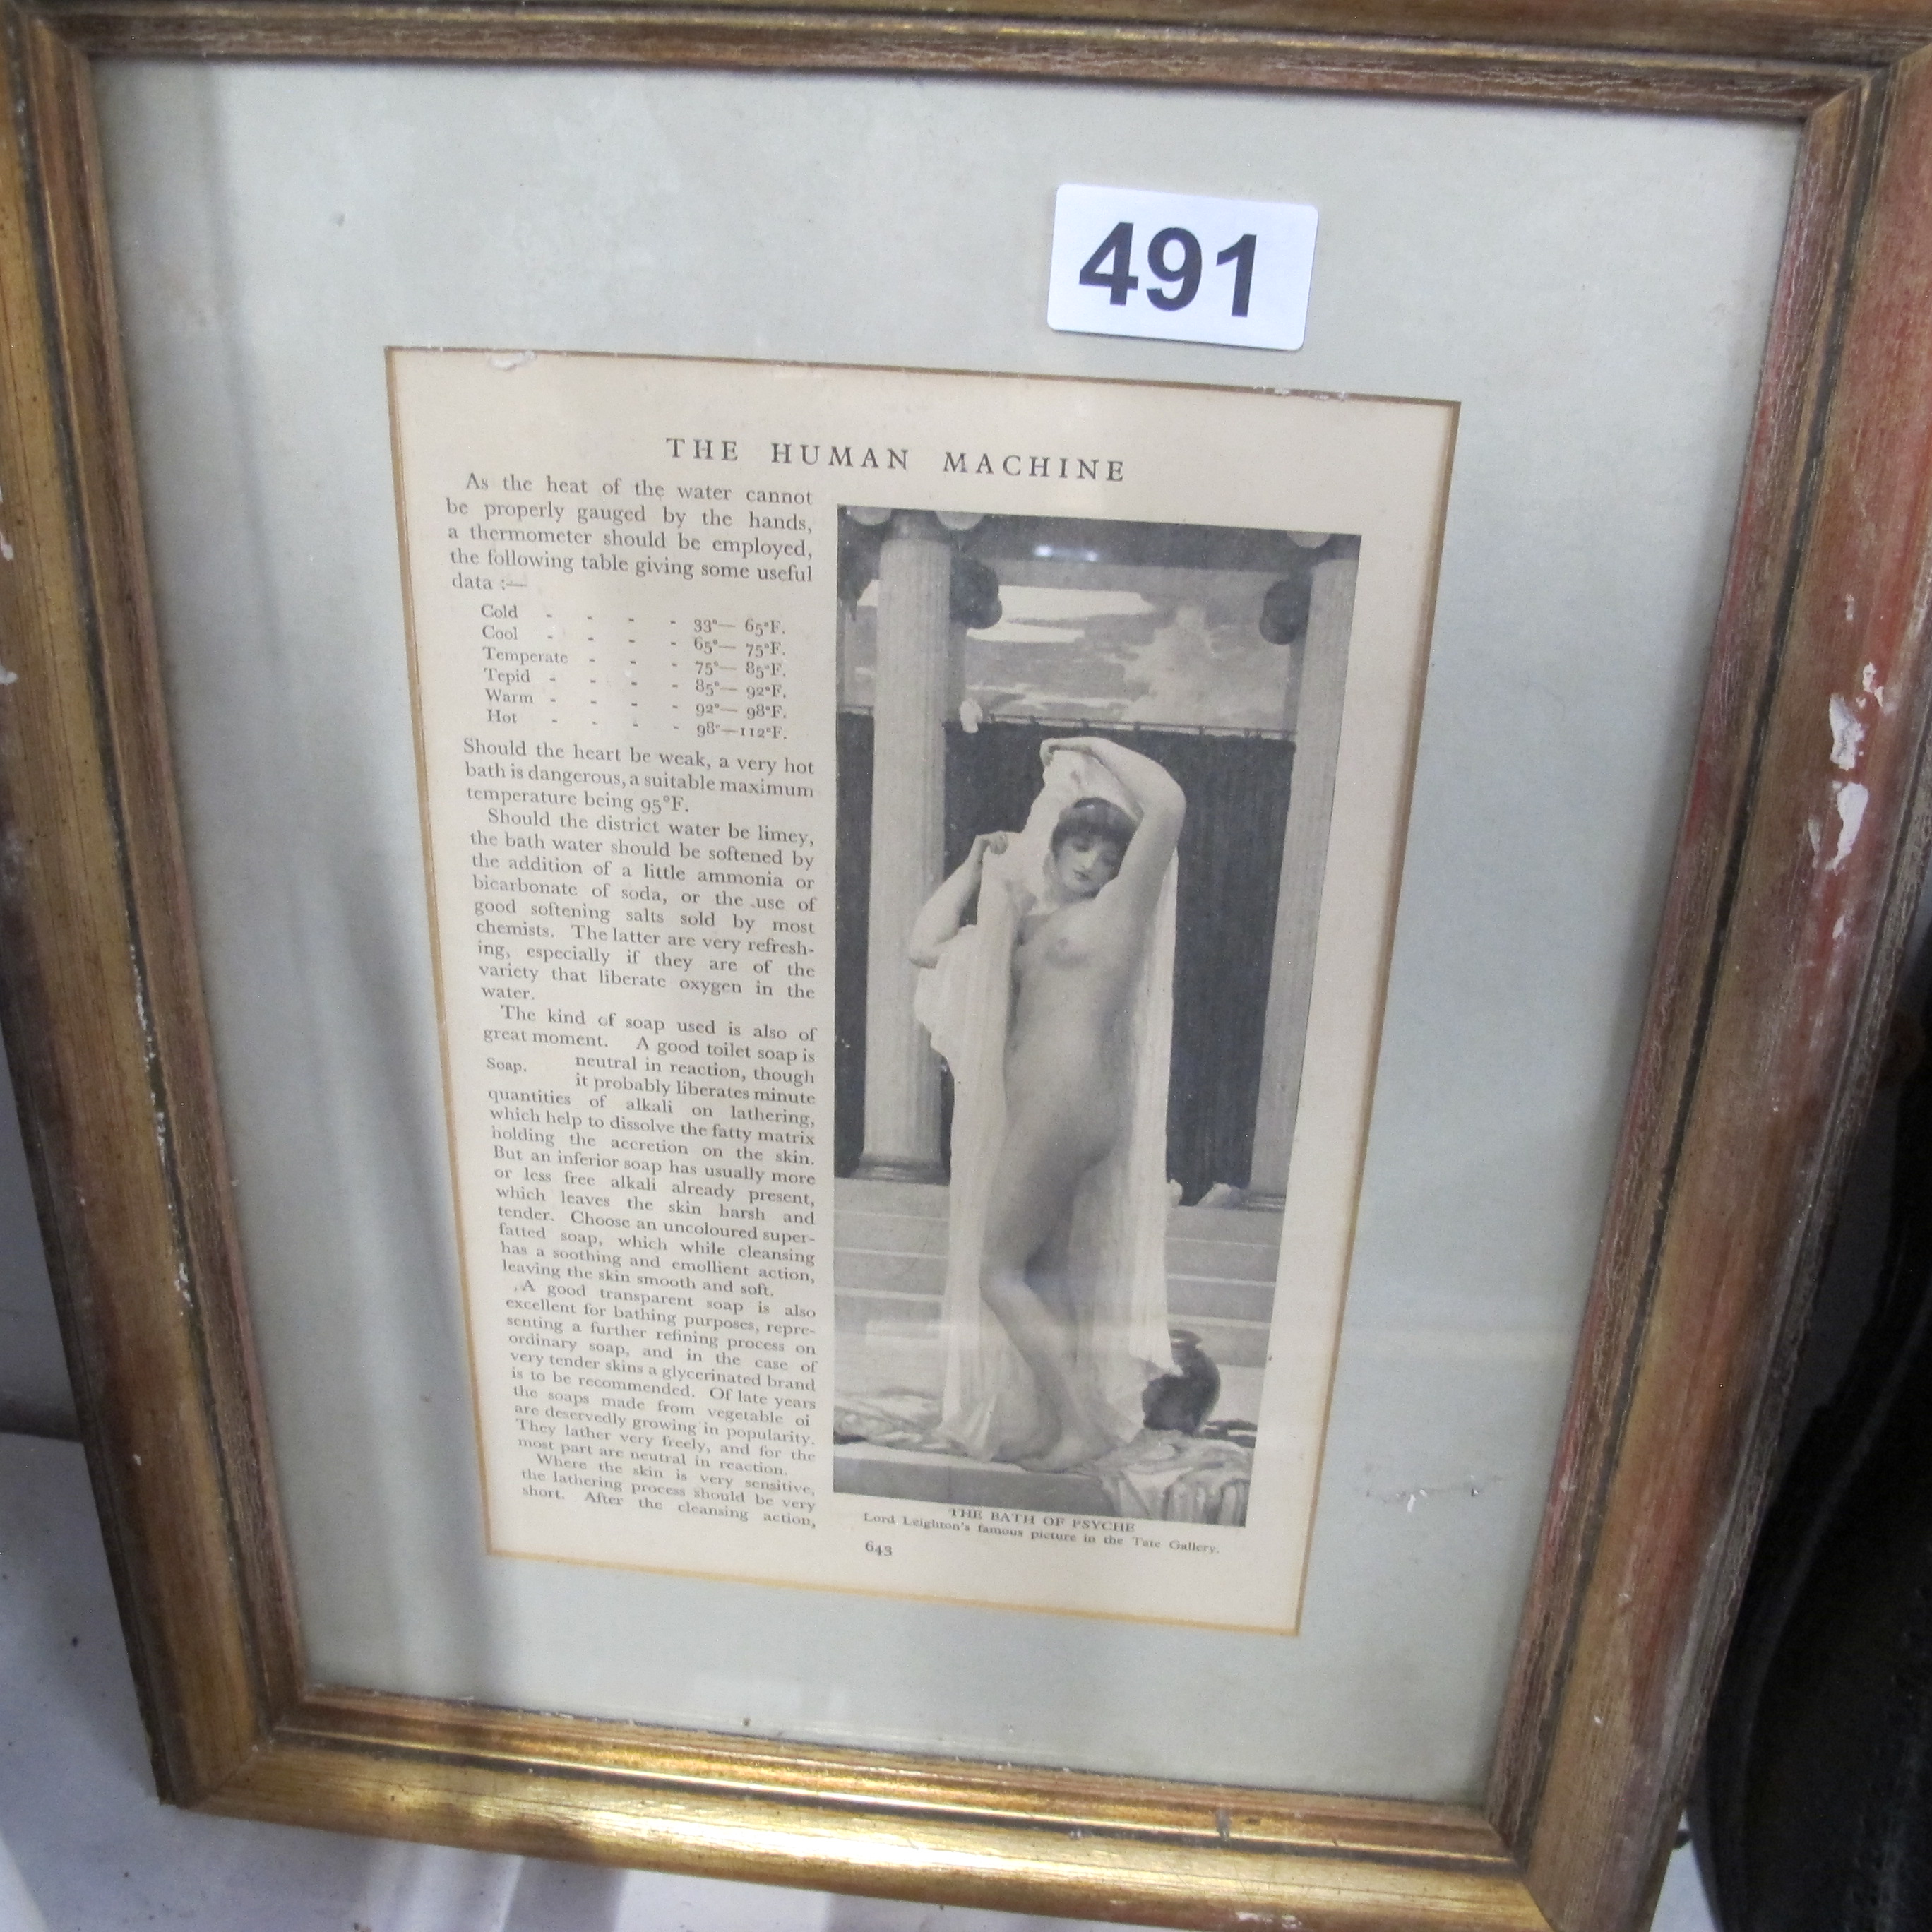 491
THE HUMAN MACHINE
As the heat of the water cannot
be properly gauged by the hands,
a thermometer should be employed,
the following table giving some useful
data :—
Cold - - - - 33°— 65°F.
Cool - - - - 65°— 75°F.
Temperate - - - 75°— 85°F.
Tepid - - - - 85°— 92°F.
Warm - - - - 92°— 98°F.
Hot - - - - 98°—112°F.
Should the heart be weak, a very hot
bath is dangerous, a suitable maximum
temperature being 95°F.
Should the district water be limey,
the bath water should be softened by
the addition of a little ammonia or
bicarbonate of soda, or the use of
good softening salts sold by most
chemists. The latter are very refresh-
ing, especially if they are of the
variety that liberate oxygen in the
water.
The kind of soap used is also of
great moment. A good toilet soap is
Soap. neutral in reaction, though
it probably liberates minute
quantities of alkali on lathering,
which help to dissolve the fatty matrix
holding the accretion on the skin.
But an inferior soap has usually more
or less free alkali already present,
which leaves the skin harsh and
tender. Choose an uncoloured super-
fatted soap, which while cleansing
has a soothing and emollient action,
leaving the skin smooth and soft.
A good transparent soap is also
excellent for bathing purposes, repre-
senting a further refining process on
ordinary soap, and in the case of
very tender skins a glycerinated brand
is to be recommended. Of late years
the soaps made from vegetable oi
are deservedly growing in popularity.
They lather very freely, and for the
most part are neutral in reaction.
Where the skin is very sensitive,
the lathering process should be very
short. After the cleansing action,
THE BATH OF PSYCHE
Lord Leighton's famous picture in the Tate Gallery.
643